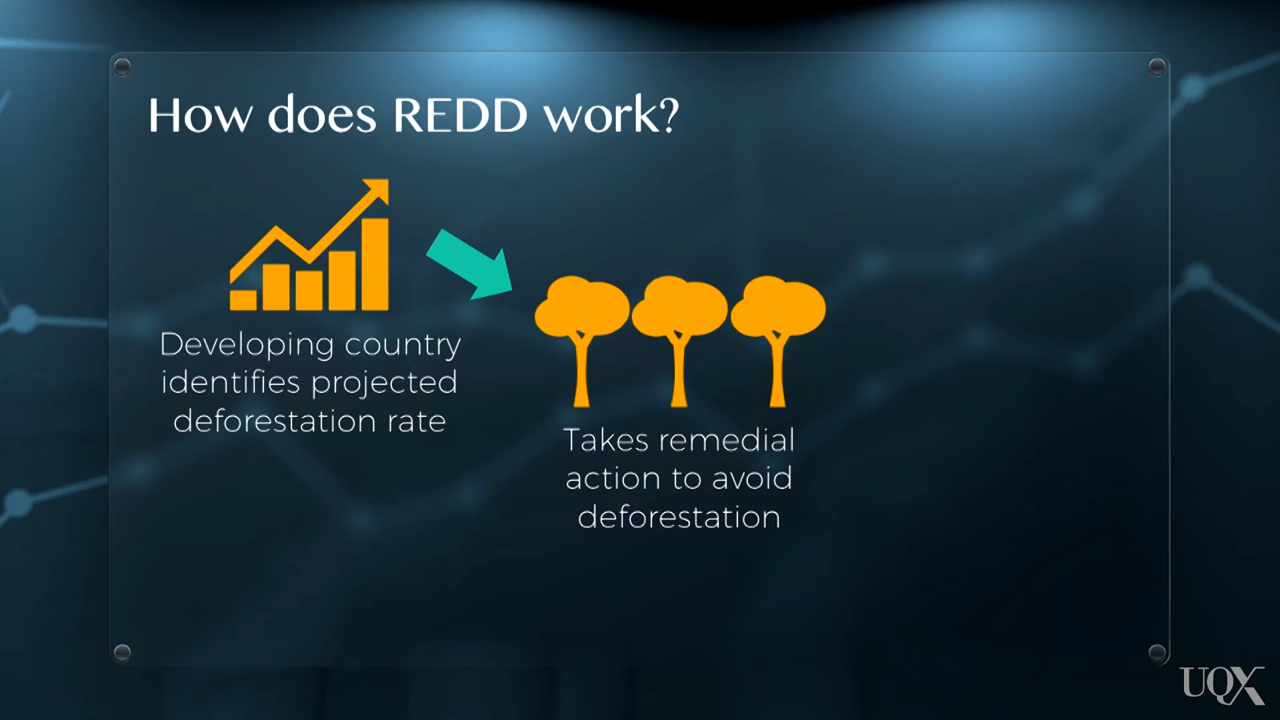 How does REDD work?
Developing country
identifies projected
deforestation rate
Takes remedial
action to avoid
deforestation
UQX